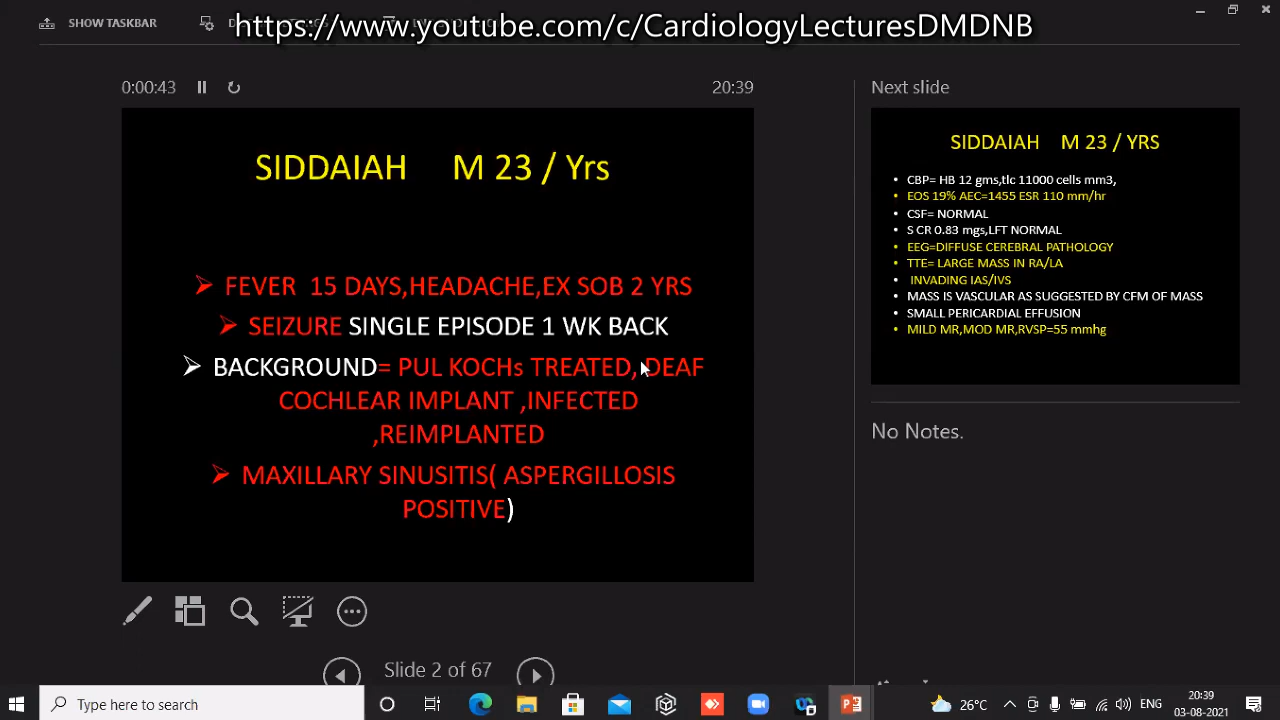 SHOW TASKBAR
https://www.youtube.com/c/CardiologyLecturesDMDNB
0:00:43
20:39
SIDDAIAH M 23 / Yrs
FEVER 15 DAYS,HEADACHE,EX SOB 2 YRS
SEIZURE SINGLE EPISODE 1 WK BACK
BACKGROUND= PUL KOCHs TREATED, DEAF
COCHLEAR IMPLANT ,INFECTED
,REIMPLANTED
MAXILLARY SINUSITIS( ASPERGILLOSIS
POSITIVE)
Slide 2 of 67
Next slide
SIDDAIAH M 23 / YRS
CBP= HB 12 gms,tlc 11000 cells mm3,
EOS 19% AEC=1455 ESR 110 mm/hr
CSF= NORMAL
S CR 0.83 mgs,LFT NORMAL
EEG=DIFFUSE CEREBRAL PATHOLOGY
TTE= LARGE MASS IN RA/LA
INVADING IAS/IVS
MASS IS VASCULAR AS SUGGESTED BY CFM OF MASS
SMALL PERICARDIAL EFFUSION
MILD MR,MOD MR,RVSP=55 mmhg
No Notes.
Type here to search
26°C
ENG
20:39
03-08-2021